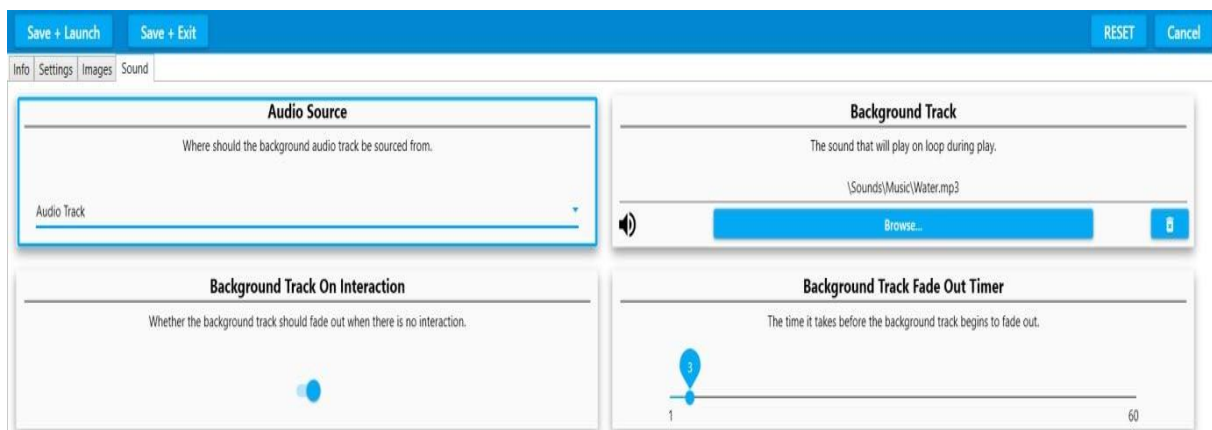 Save + Launch
Save + Exit
RESET
Cancel
Info
Settings
Images
Sound
Audio Source
Where should the background audio track be sourced from.
Audio Track
Background Track
The sound that will play on loop during play.
\Sounds\Music\Water.mp3
Browse...
Background Track On Interaction
Whether the background track should fade out when there is no interaction.
Background Track Fade Out Timer
The time it takes before the background track begins to fade out.
3
1
60